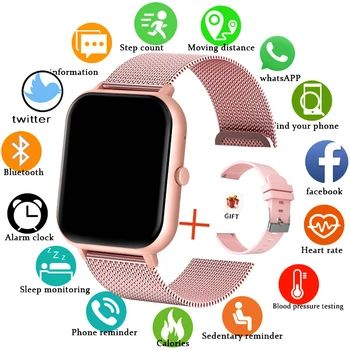 Step count
Moving distance
information
whatsAPP
twitter
Find your phone
Bluetooth
GIFT
facebook
Alarm clock
Heart rate
Sleep monitoring
Blood pressure testing
Phone reminder
Calories
Sedentary reminder